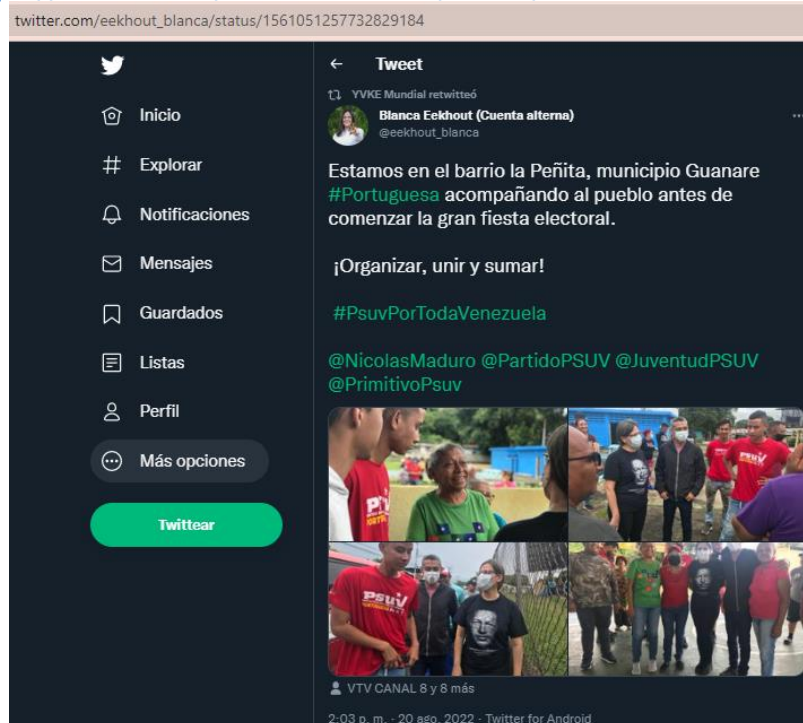 twitter.com/eekhout_blanca/status/1561051257732829184
Inicio
Explorar
Notificaciones
Mensajes
Guardados
Listas
Perfil
Más opciones
Twittear
Tweet
YVKE Mundial retwitteó
Blanca Eekhout (Cuenta alterna)
@eekhout_blanca
Estamos en el barrio la Peñita, municipio Guanare
#Portuguesa acompañando al pueblo antes de
comenzar la gran fiesta electoral.
¡Organizar, unir y sumar!
#PsuvPorTodaVenezuela
@NicolasMaduro @PartidoPSUV @JuventudPSUV
@PrimitivoPsuv
PSUV
PSUV
VTV CANAL 8 y 8 más
2:03 p. m. · 20 ago. 2022 · Twitter for Android